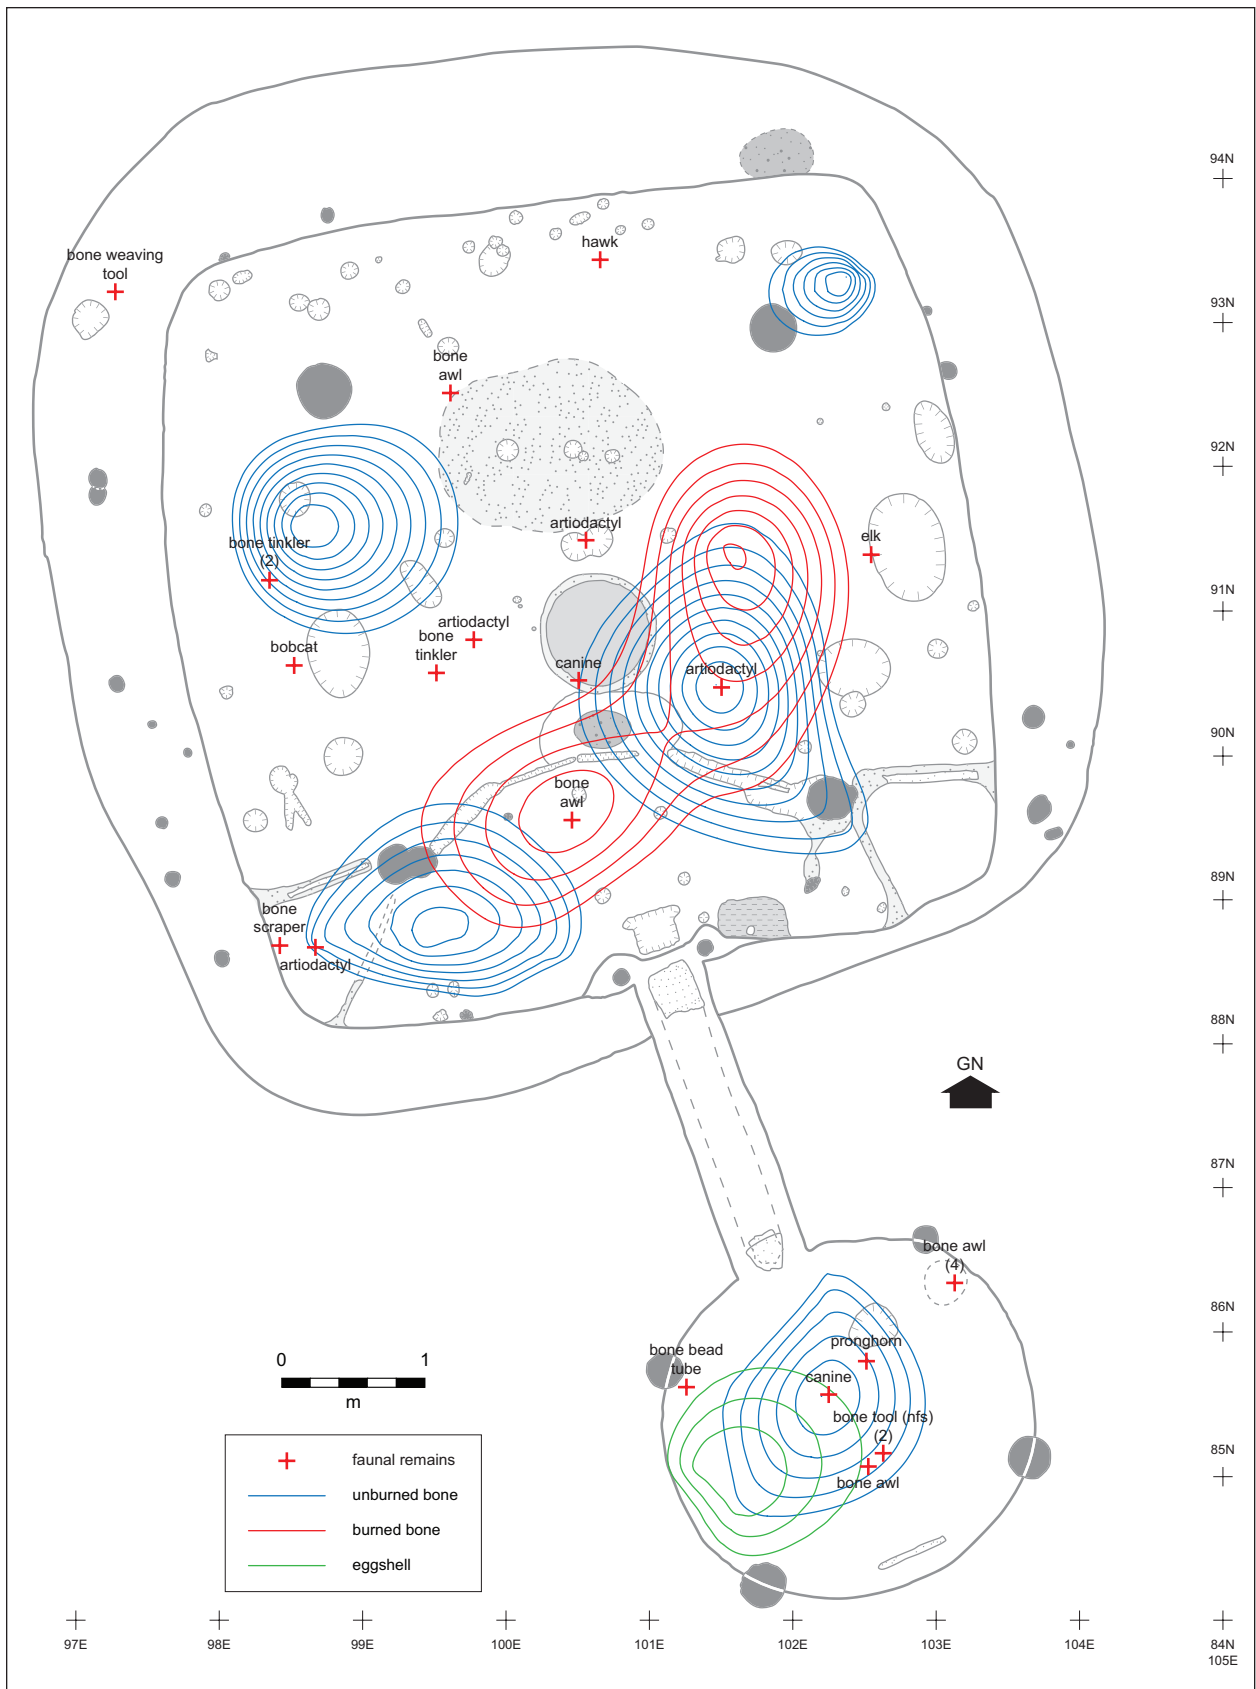 94N
hawk
bone weaving
tool
93N
bone
awl
92N
artiodactyl
elk
bone tinkler
(2)
91N
artiodactyl
bone
tinkler
bobcat
canine
artiodactyl
90N
bone
awl
89N
bone
scraper
artiodactyl
88N
GN
87N
bone awl
(4)
86N
pronghorn
bone bead
tube
canine
0 1
m
bone tool (nfs)
(2)
85N
bone awl
faunal remains
unburned bone
burned bone
eggshell
97E 98E 99E 100E 101E 102E 103E 104E 84N
105E